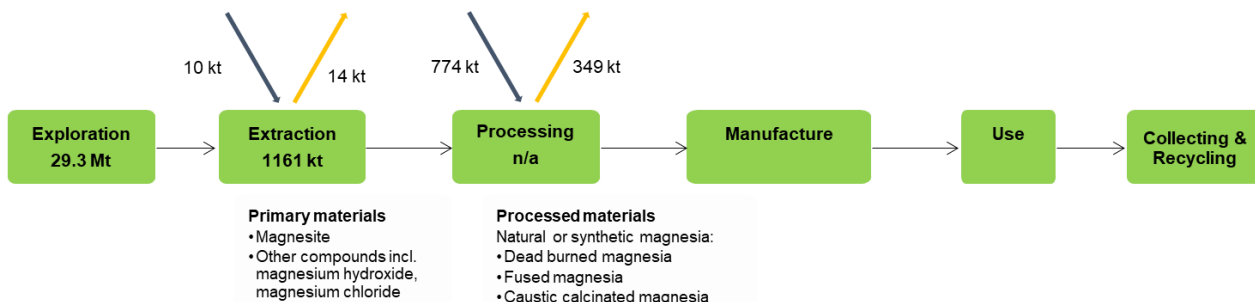 10 kt
14 kt
774 kt
349 kt
Exploration
29.3 Mt
Extraction
1161 kt
Processing
n/a
Manufacture
Use
Collecting &
Recycling
Primary materials
•Magnesite
•Other compounds incl.
magnesium hydroxide,
magnesium chloride
Processed materials
Natural or synthetic magnesia:
•Dead burned magnesia
•Fused magnesia
•Caustic calcinated magnesia